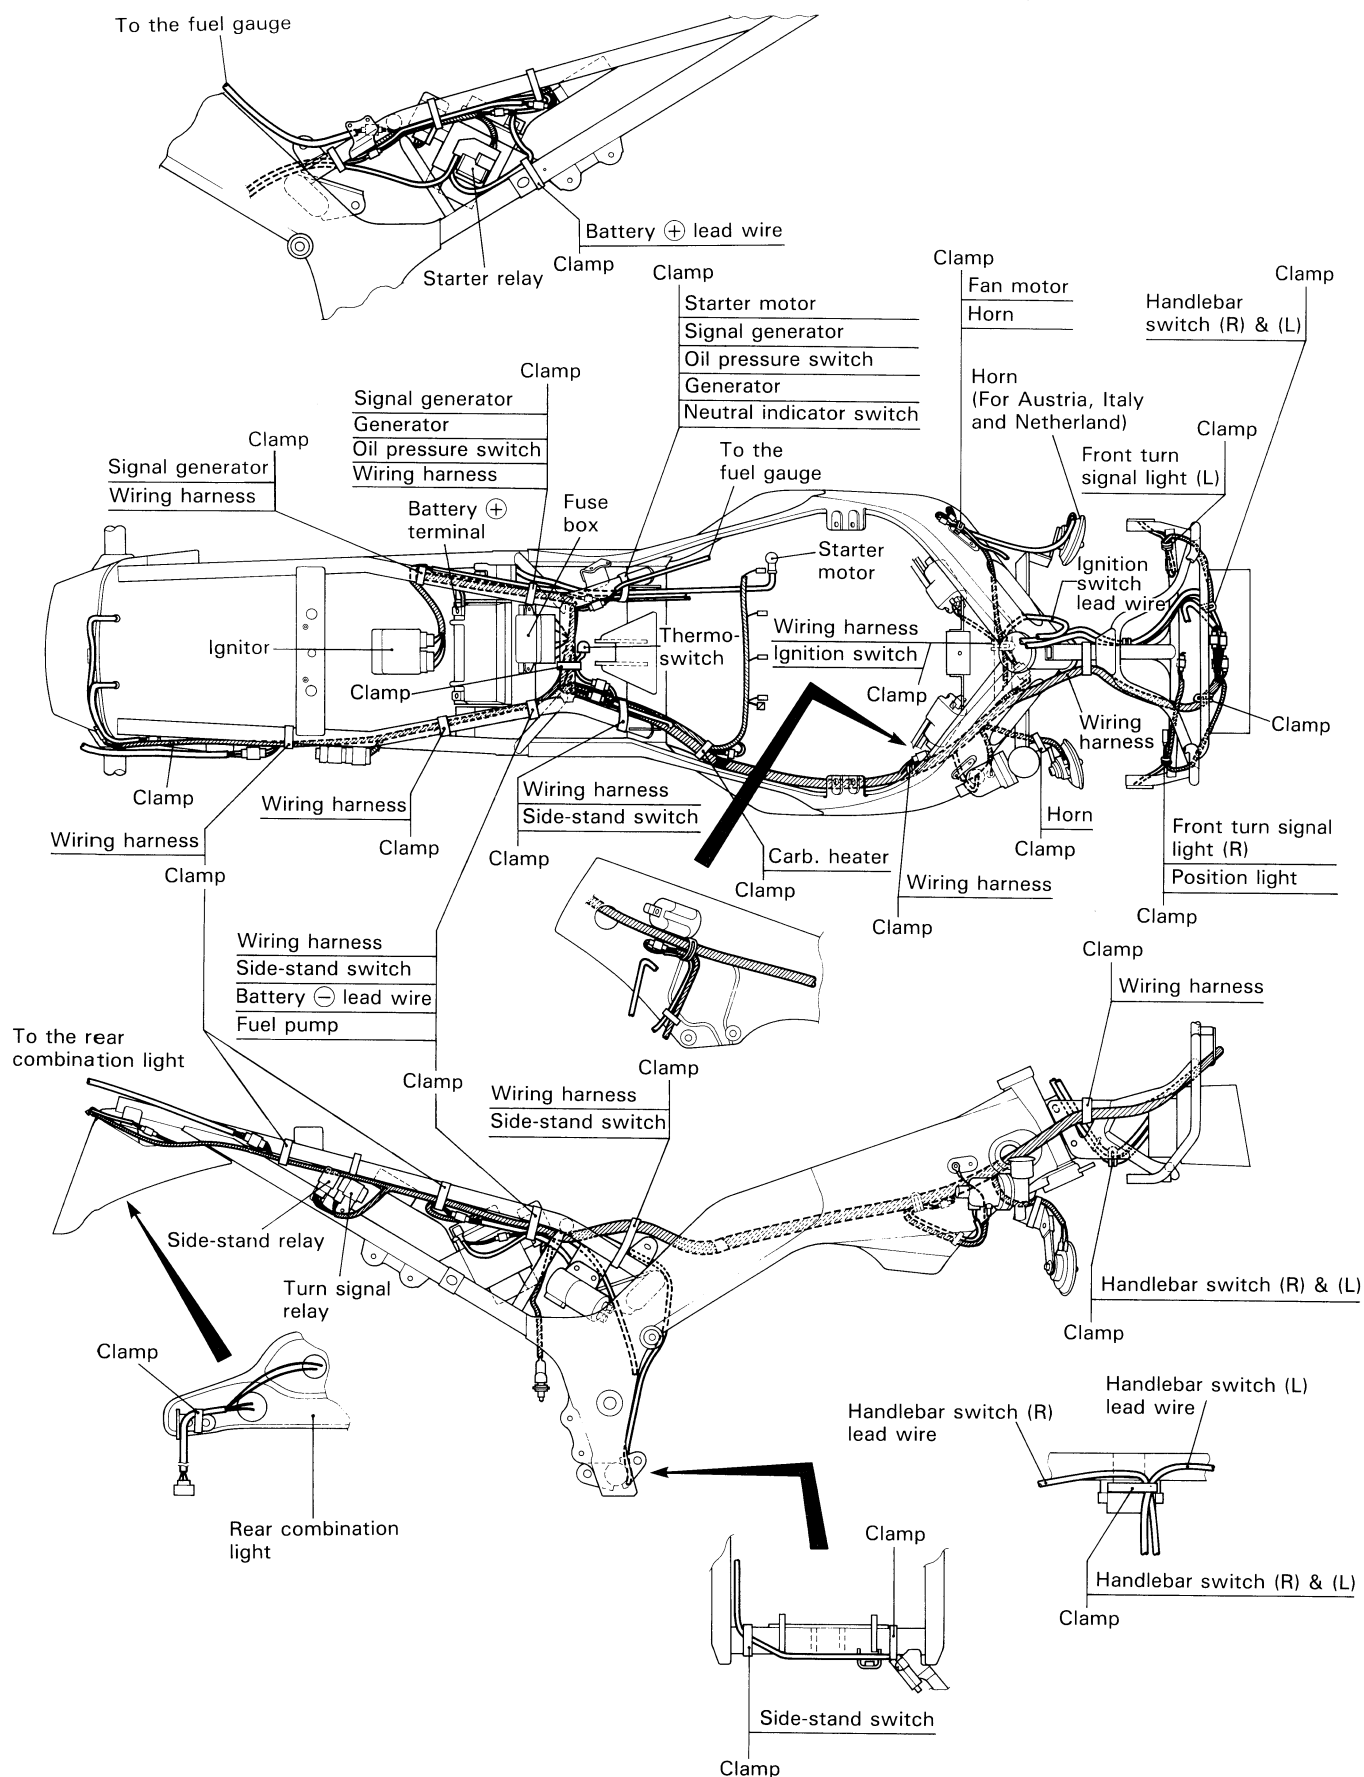 To the fuel gauge
Battery ⊕ lead wire
Clamp
Starter relay
Clamp
Starter motor
Signal generator
Oil pressure switch
Generator
Neutral indicator switch
Clamp
Fan motor
Horn
Clamp
Handlebar
switch (R) & (L)
Clamp
Signal generator
Generator
Oil pressure switch
Wiring harness
Horn
(For Austria, Italy
and Netherland)
Clamp
Front turn
signal light (L)
Clamp
Signal generator
Wiring harness
To the
fuel gauge
Battery ⊕
terminal
Fuse
box
Starter
motor
Ignition
switch
lead wire
Ignitor
Thermo-
switch
Wiring harness
Ignition switch
Clamp
Clamp
Wiring
harness
Clamp
Clamp
Wiring harness
Clamp
Wiring harness
Side-stand switch
Clamp
Wiring harness
Clamp
Carb. heater
Clamp
Wiring harness
Clamp
Horn
Clamp
Front turn signal
light (R)
Position light
Clamp
Wiring harness
Side-stand switch
Battery ⊖ lead wire
Fuel pump
Clamp
Clamp
Wiring harness
To the rear
combination light
Clamp
Wiring harness
Side-stand switch
Side-stand relay
Turn signal
relay
Handlebar switch (R) & (L)
Clamp
Clamp
Rear combination
light
Handlebar switch (R)
lead wire
Handlebar switch (L)
lead wire
Handlebar switch (R) & (L)
Clamp
Clamp
Side-stand switch
Clamp